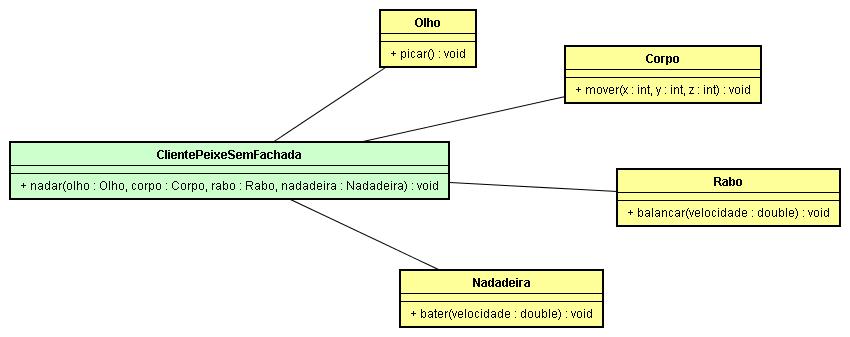 Olho
+ picar() : void
Corpo
+ mover(x : int, y : int, z : int) : void
ClientePeixeSemFachada
+ nadar(olho : Olho, corpo : Corpo, rabo : Rabo, nadadeira : Nadadeira) : void
Rabo
+ balancar(velocidade : double) : void
Nadadeira
+ bater(velocidade : double) : void